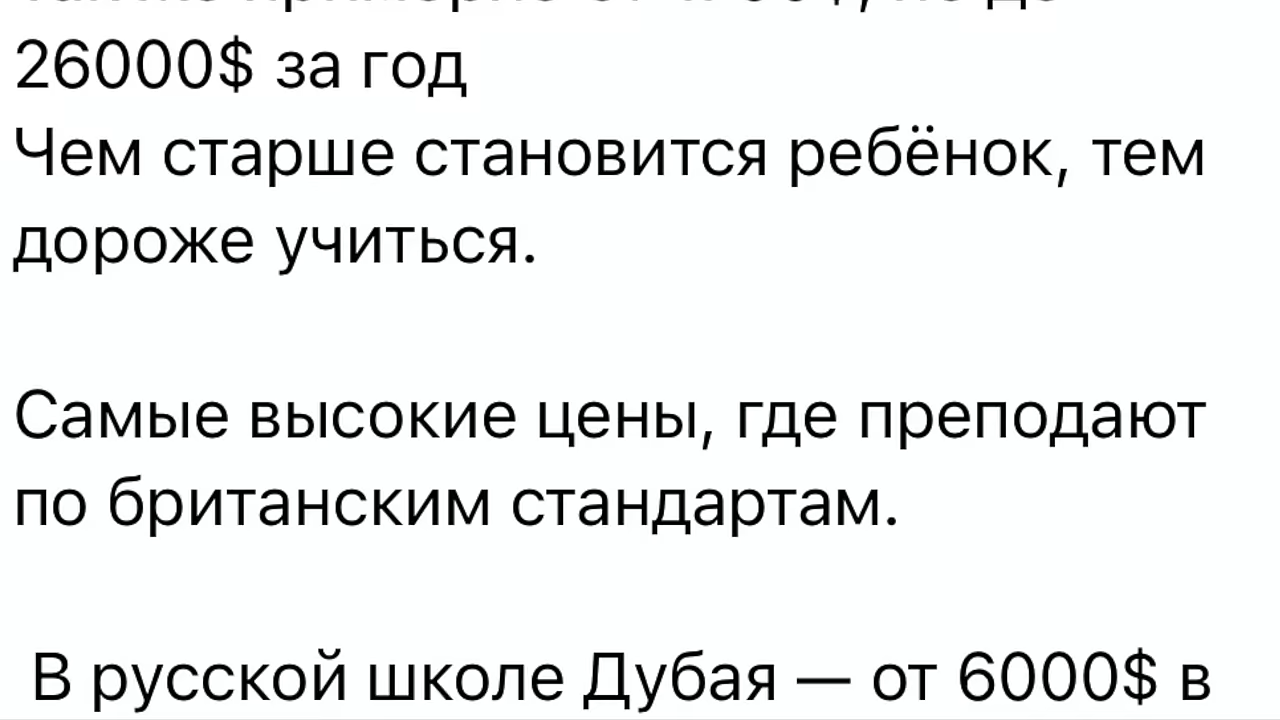 26000$ за год
Чем старше становится ребёнок, тем
дороже учиться.
Самые высокие цены, где преподают
по британским стандартам.
В русской школе Дубая — от 6000$ в